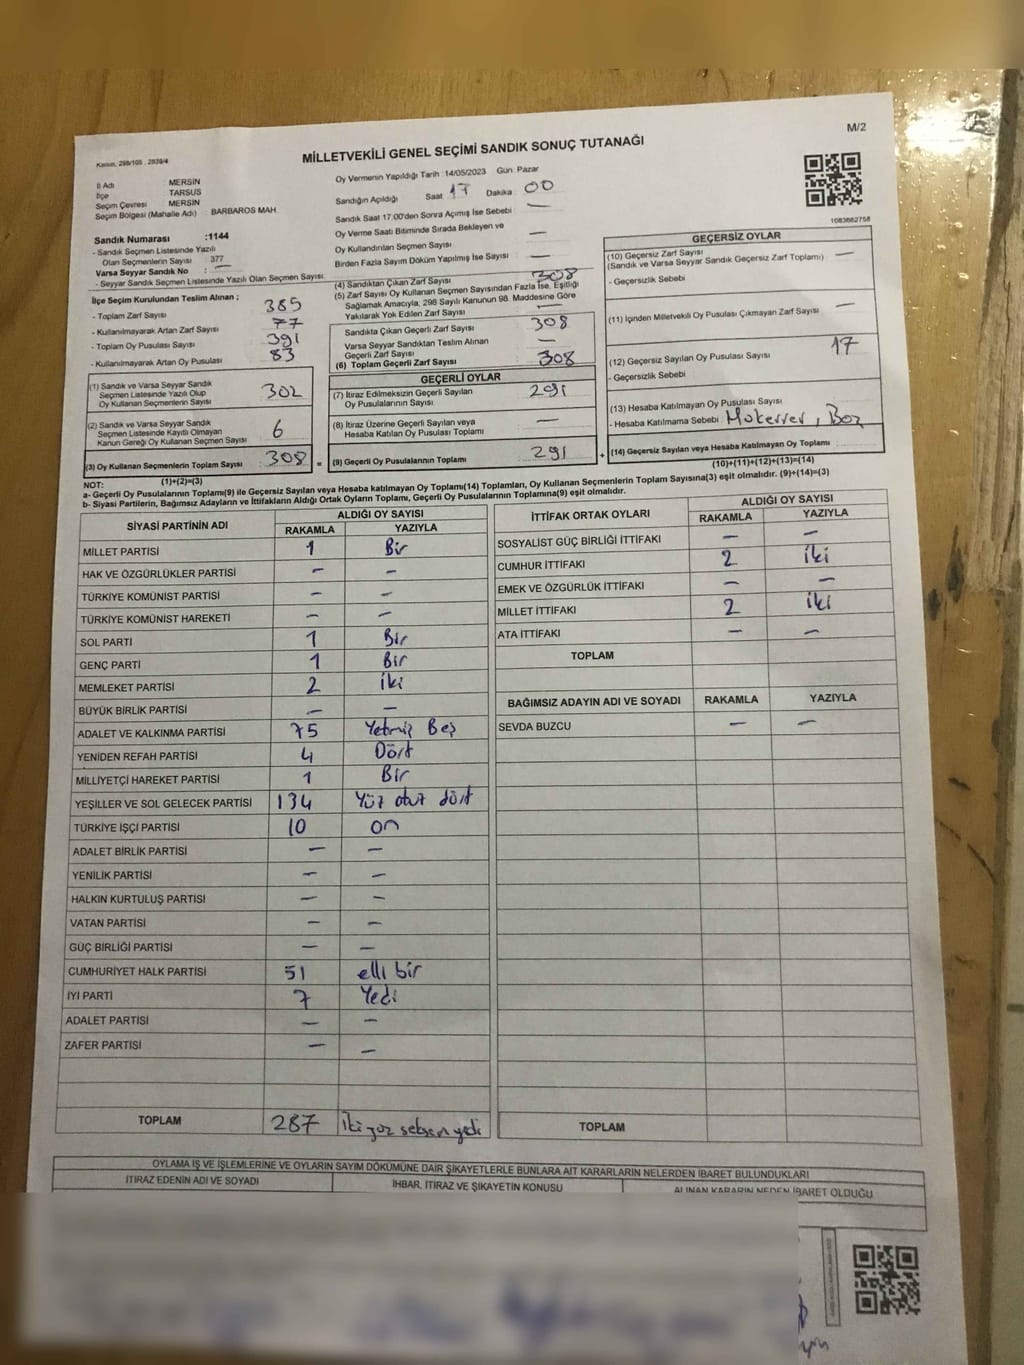 M/2
Kanun, 298/105 , 2839/4
MİLLETVEKİLİ GENEL SEÇİMİ SANDIK SONUÇ TUTANAĞI
İl Adı MERSİN
İlçe TARSUS
Seçim Çevresi MERSİN
Seçim Bölgesi (Mahalle Adı) BARBAROS MAH.
Sandık Numarası :1144
- Sandık Seçmen Listesinde Yazılı
Olan Seçmenlerin Sayısı 377
Varsa Seyyar Sandık No : —
- Seyyar Sandık Seçmen Listesinde Yazılı Olan Seçmen Sayısı:
Oy Vermenin Yapıldığı Tarih :14/05/2023 Gün: Pazar
Sandığın Açıldığı Saat 17 Dakika 00
Sandık Saat 17:00'den Sonra Açımış İse Sebebi —
Oy Verme Saati Bitiminde Sırada Bekleyen ve
Oy Kullandırılan Seçmen Sayısı —
Birden Fazla Sayım Döküm Yapılmış İse Sayısı —
1083662758
İlçe Seçim Kurulundan Teslim Alınan ;
- Toplam Zarf Sayısı 385
- Kullanılmayarak Artan Zarf Sayısı 77
- Toplam Oy Pusulası Sayısı 391
- Kullanılmayarak Artan Oy Pusulası 83
(1) Sandık ve Varsa Seyyar Sandık
Seçmen Listesinde Yazılı Olup
Oy Kullanan Seçmenlerin Sayısı 302
(2) Sandık ve Varsa Seyyar Sandık
Seçmen Listesinde Kayıtlı Olmayan
Kanun Gereği Oy Kullanan Seçmen Sayısı 6
(3) Oy Kullanan Seçmenlerin Toplam Sayısı 308 =
(1)+(2)=(3)
(4) Sandıktan Çıkan Zarf Sayısı 308
(5) Zarf Sayısı Oy Kullanan Seçmen Sayısından Fazla İse, Eşitliği
Sağlamak Amacıyla, 298 Sayılı Kanunun 98. Maddesine Göre
Yakılarak Yok Edilen Zarf Sayısı —
Sandıkta Çıkan Geçerli Zarf Sayısı 308
Varsa Seyyar Sandıktan Teslim Alınan
Geçerli Zarf Sayısı —
(6) Toplam Geçerli Zarf Sayısı 308
GEÇERLİ OYLAR
(7) İtiraz Edilmeksizin Geçerli Sayılan
Oy Pusulalarının Sayısı 291
(8) İtiraz Üzerine Geçerli Sayılan veya
Hesaba Katılan Oy Pusulası Toplamı —
(9) Geçerli Oy Pusulalarının Toplamı 291 +
GEÇERSİZ OYLAR
(10) Geçersiz Zarf Sayısı
(Sandık ve Varsa Seyyar Sandık Geçersiz Zarf Toplamı) —
- Geçersizlik Sebebi
(11) İçinden Milletvekili Oy Pusulası Çıkmayan Zarf Sayısı —
(12) Geçersiz Sayılan Oy Pusulası Sayısı 17
- Geçersizlik Sebebi
(13) Hesaba Katılmayan Oy Pusulası Sayısı
- Hesaba Katılmama Sebebi Mükerrer, Boz
(14) Geçersiz Sayılan veya Hesaba Katılmayan Oy Toplamı
(10)+(11)+(12)+(13)=(14)
NOT:
a- Geçerli Oy Pusulalarının Toplamı(9) ile Geçersiz Sayılan veya Hesaba katılmayan Oy Toplamı(14) Toplamları, Oy Kullanan Seçmenlerin Toplam Sayısına(3) eşit olmalıdır. (9)+(14)=(3)
b- Siyasi Partilerin, Bağımsız Adayların ve İttifakların Aldığı Ortak Oyların Toplamı, Geçerli Oy Pusulalarının Toplamına(9) eşit olmalıdır.
SİYASİ PARTİNİN ADI ALDIĞI OY SAYISI
RAKAMLA YAZIYLA
MİLLET PARTİSİ 1 Bir
HAK VE ÖZGÜRLÜKLER PARTİSİ — —
TÜRKİYE KOMÜNİST PARTİSİ — —
TÜRKİYE KOMÜNİST HAREKETİ — —
SOL PARTİ 1 Bir
GENÇ PARTİ 1 Bir
MEMLEKET PARTİSİ 2 iki
BÜYÜK BİRLİK PARTİSİ — —
ADALET VE KALKINMA PARTİSİ 75 Yetmiş Beş
YENİDEN REFAH PARTİSİ 4 Dört
MİLLİYETÇİ HAREKET PARTİSİ 1 Bir
YEŞİLLER VE SOL GELECEK PARTİSİ 134 Yüz otuz dört
TÜRKİYE İŞÇİ PARTİSİ 10 on
ADALET BİRLİK PARTİSİ — —
YENİLİK PARTİSİ — —
HALKIN KURTULUŞ PARTİSİ — —
VATAN PARTİSİ — —
GÜÇ BİRLİĞİ PARTİSİ — —
CUMHURİYET HALK PARTİSİ 51 elli bir
İYİ PARTİ 7 Yedi
ADALET PARTİSİ — —
ZAFER PARTİSİ — —
TOPLAM 287 İki yüz seksen yedi
İTTİFAK ORTAK OYLARI ALDIĞI OY SAYISI
RAKAMLA YAZIYLA
SOSYALİST GÜÇ BİRLİĞİ İTTİFAKI — —
CUMHUR İTTİFAKI 2 iki
EMEK VE ÖZGÜRLÜK İTTİFAKI — —
MİLLET İTTİFAKI 2 iki
ATA İTTİFAKI — —
TOPLAM
BAĞIMSIZ ADAYIN ADI VE SOYADI RAKAMLA YAZIYLA
SEVDA BUZCU — —
TOPLAM
OYLAMA İŞ VE İŞLEMLERİNE VE OYLARIN SAYIM DÖKÜMÜNE DAİR ŞİKAYETLERLE BUNLARA AİT KARARLARIN NELERDEN İBARET BULUNDUKLARI
İTİRAZ EDENİN ADI VE SOYADI İHBAR, İTİRAZ VE ŞİKAYETİN KONUSU ALINAN KARARIN NEDEN İBARET OLDUĞU